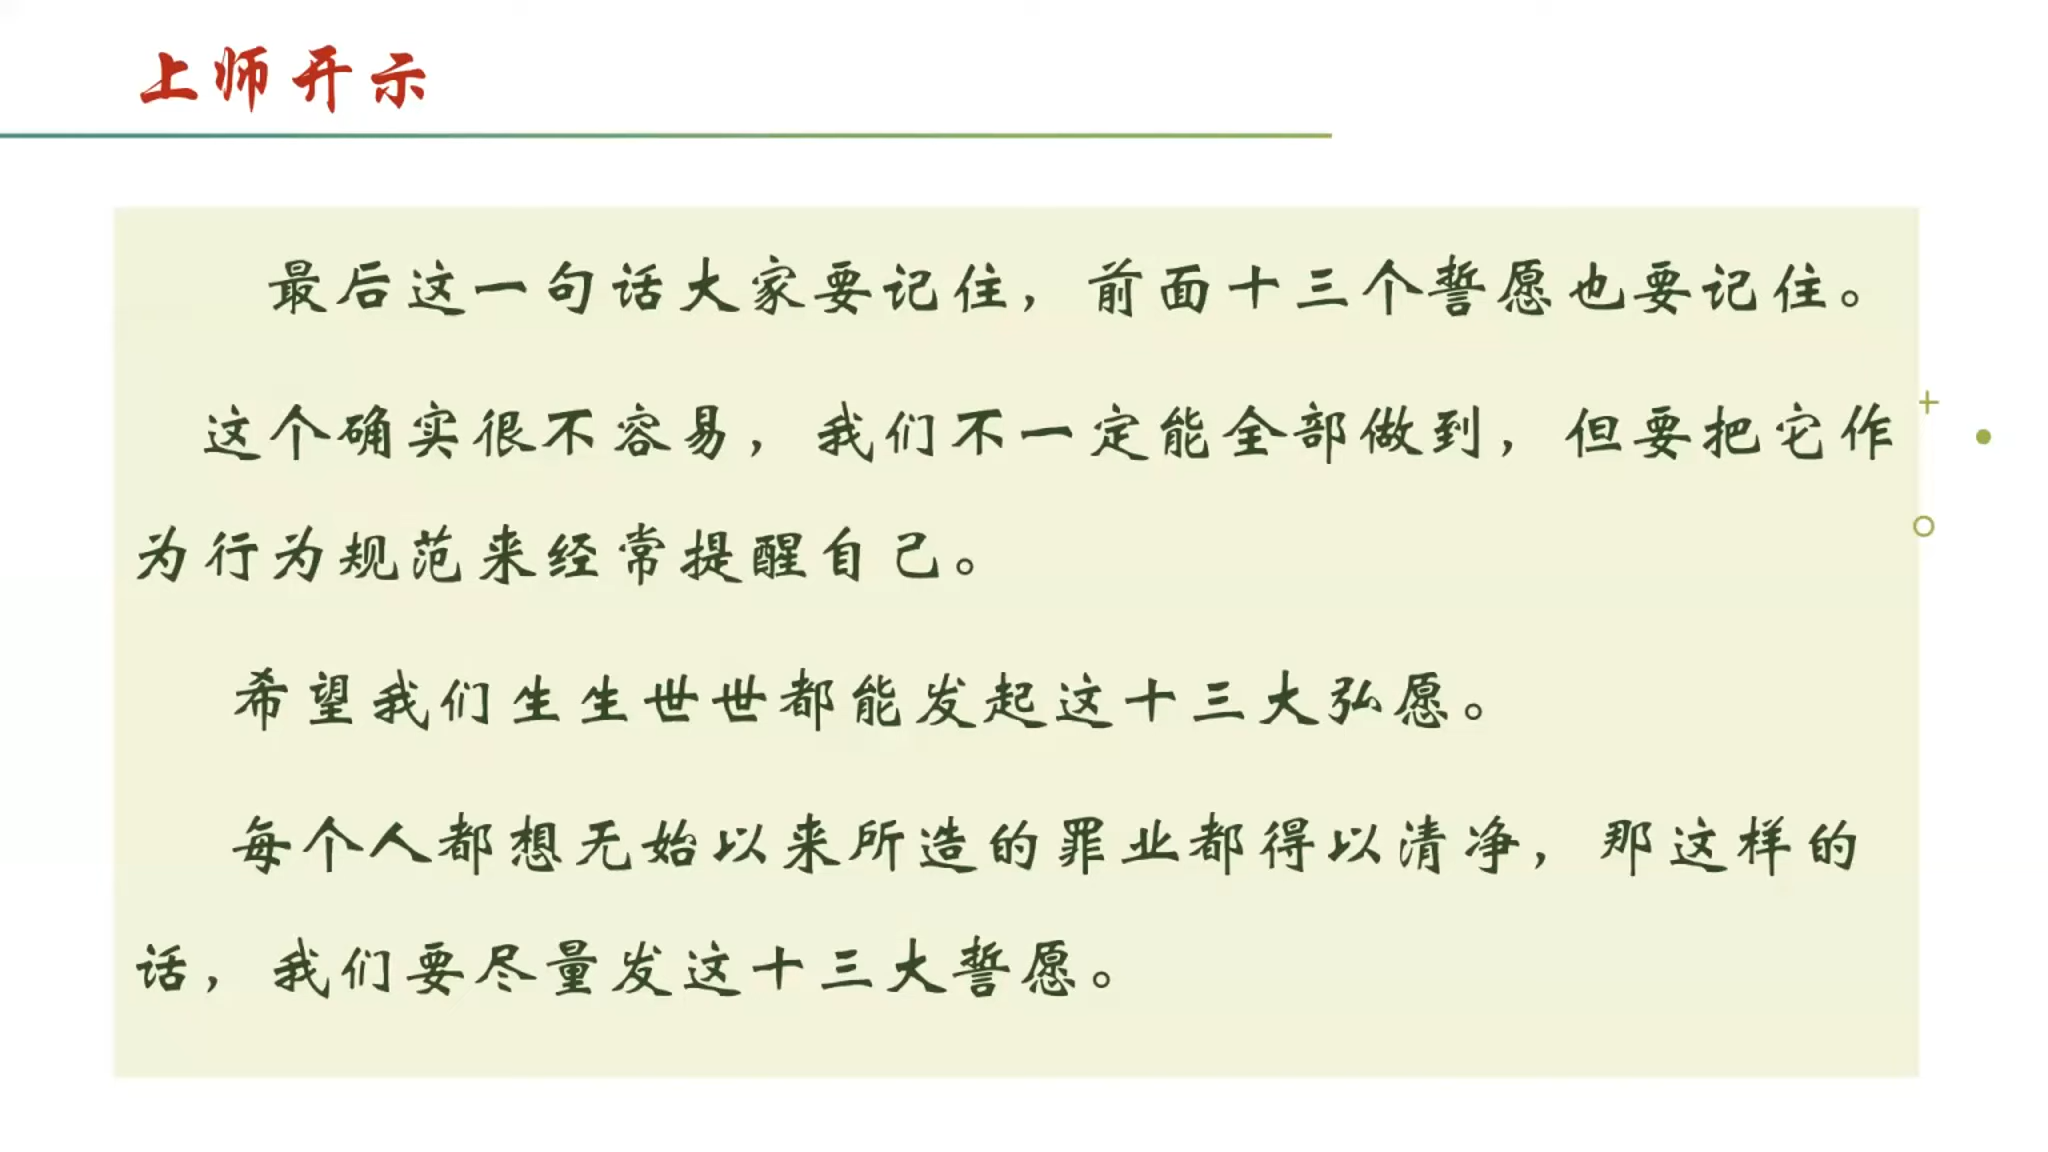 上师开示
最后这一句话大家要记住，前面十三个誓愿也要记住。
这个确实很不容易，我们不一定能全部做到，但要把它作
为行为规范来经常提醒自己。
希望我们生生世世都能发起这十三大弘愿。
每个人都想无始以来所造的罪业都得以清净，那这样的
话，我们要尽量发这十三大誓愿。